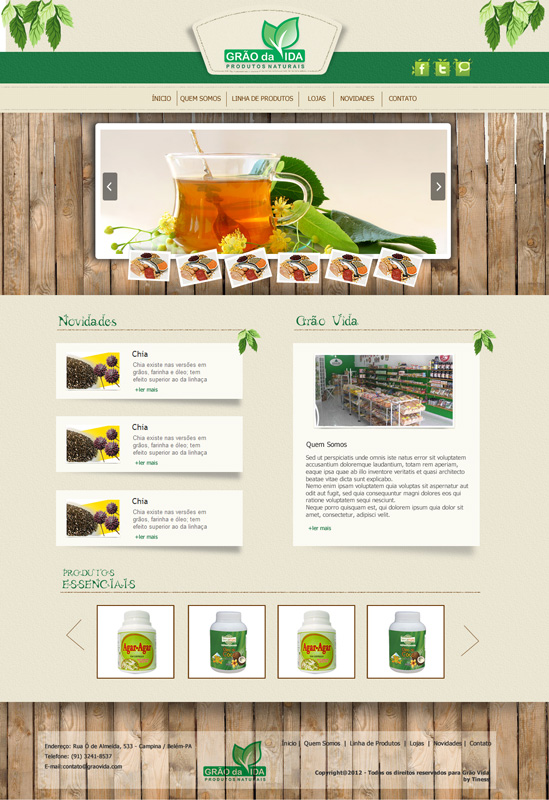 GRÃO da VIDA
PRODUTOS NATURAIS
ÍNICIO
QUEM SOMOS
LINHA DE PRODUTOS
LOJAS
NOVIDADES
CONTATO
Novidades
Chia
Chia existe nas versões em
grãos, farinha e óleo, tem
efeito superior ao da linhaça
+ler mais
Chia
Chia existe nas versões em
grãos, farinha e óleo, tem
efeito superior ao da linhaça
+ler mais
Chia
Chia existe nas versões em
grãos, farinha e óleo, tem
efeito superior ao da linhaça
+ler mais
Grão Vida
Quem Somos
Sed ut perspiciatis unde omnis iste natus error sit voluptatem
accusantium doloremque laudantium, totam rem aperiam,
eaque ipsa quae ab illo inventore veritatis et quasi architecto
beatae vitae dicta sunt explicabo.
Nemo enim ipsam voluptatem quia voluptas sit aspernatur aut
odit aut fugit, sed quia consequuntur magni dolores eos qui
ratione voluptatem sequi nesciunt.
Neque porro quisquam est, qui dolorem ipsum quia dolor sit
amet, consectetur, adipisci velit.
+ler mais
PRODUTOS
ESSENCIAIS
Agar-Agar
Agar-Agar
Endereço: Rua Ó de Almeida, 533 - Campina / Belém-PA
Telefone: (91) 3241-8537
E-mail:contato@graovida.com
GRÃO da VIDA
PRODUTOS NATURAIS
Ínicio | Quem Somos | Linha de Produtos | Lojas | Novidades | Contato
Copyright@2012 - Todos os direitos reservados para Grão Vida
by Tiness